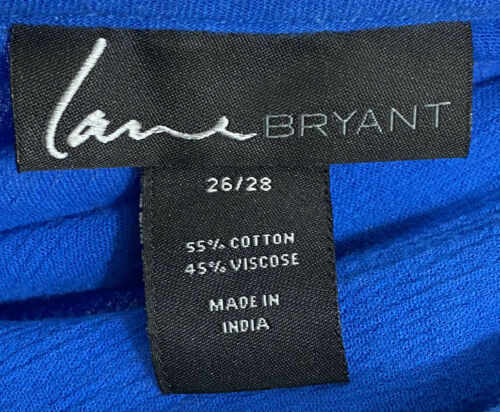 Lane BRYANT
26/28
55% COTTON
45% VISCOSE
MADE IN
INDIA